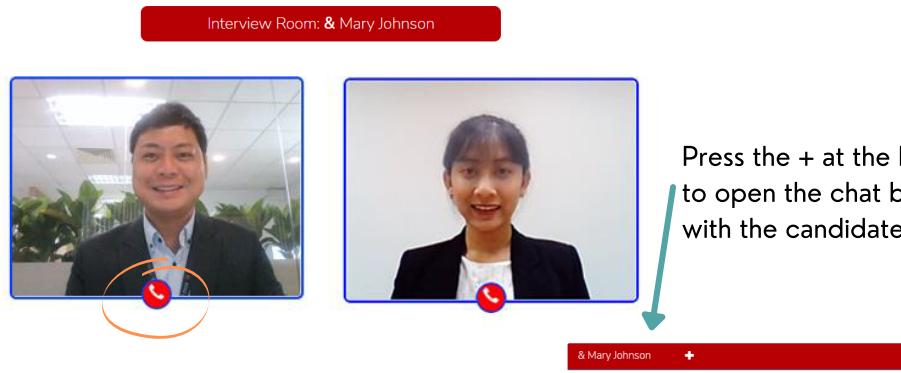 Interview Room: & Mary Johnson
Press the + at the
to open the chat
with the candidate
& Mary Johnson +